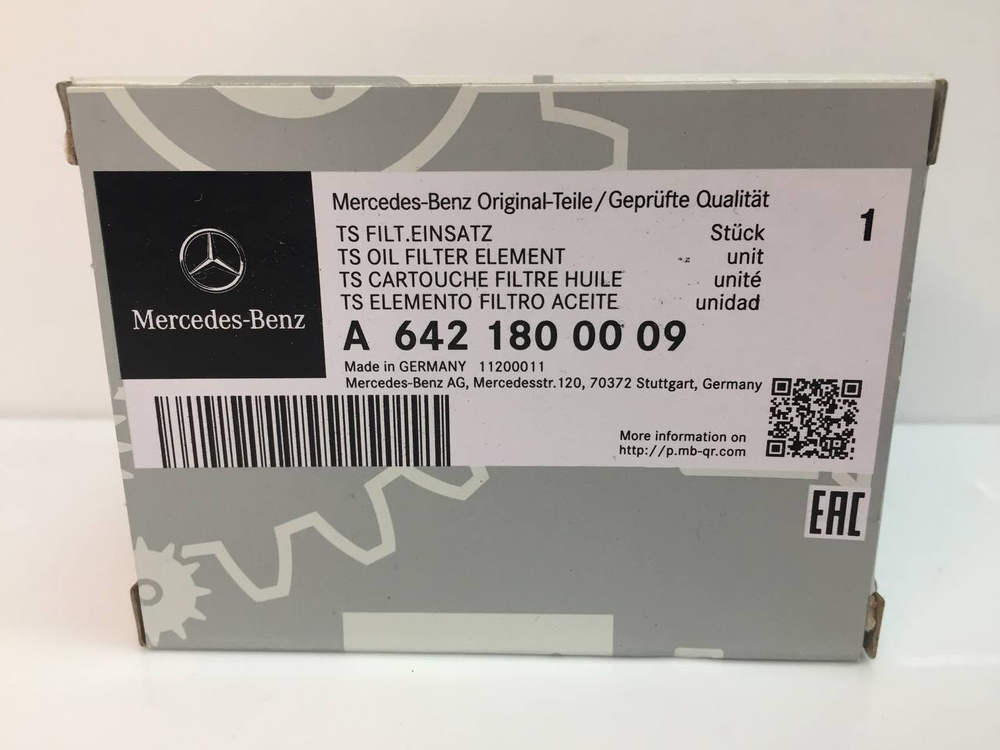 Mercedes-Benz
Mercedes-Benz Original-Teile/Geprüfte Qualität
TS FILT.EINSATZ Stück 1
TS OIL FILTER ELEMENT unit
TS CARTOUCHE FILTRE HUILE unité
TS ELEMENTO FILTRO ACEITE unidad
A 642 180 00 09
Made in GERMANY 11200011
Mercedes-Benz AG, Mercedesstr.120, 70372 Stuttgart, Germany
More information on
http://p.mb-qr.com
EAC